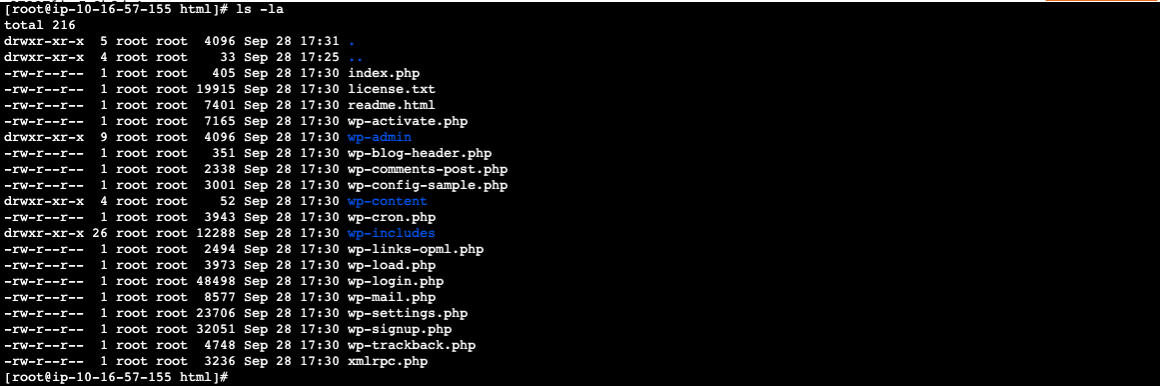 [root@ip-10-16-57-155 html]# ls -la
total 216
drwxr-xr-x  5 root root  4096 Sep 28 17:31 .
drwxr-xr-x  4 root root    33 Sep 28 17:25 ..
-rw-r--r--  1 root root   405 Sep 28 17:30 index.php
-rw-r--r--  1 root root 19915 Sep 28 17:30 license.txt
-rw-r--r--  1 root root  7401 Sep 28 17:30 readme.html
-rw-r--r--  1 root root  7165 Sep 28 17:30 wp-activate.php
drwxr-xr-x  9 root root  4096 Sep 28 17:30 wp-admin
-rw-r--r--  1 root root   351 Sep 28 17:30 wp-blog-header.php
-rw-r--r--  1 root root  2338 Sep 28 17:30 wp-comments-post.php
-rw-r--r--  1 root root  3001 Sep 28 17:30 wp-config-sample.php
drwxr-xr-x  4 root root    52 Sep 28 17:30 wp-content
-rw-r--r--  1 root root  3943 Sep 28 17:30 wp-cron.php
drwxr-xr-x 26 root root 12288 Sep 28 17:30 wp-includes
-rw-r--r--  1 root root  2494 Sep 28 17:30 wp-links-opml.php
-rw-r--r--  1 root root  3973 Sep 28 17:30 wp-load.php
-rw-r--r--  1 root root 48498 Sep 28 17:30 wp-login.php
-rw-r--r--  1 root root  8577 Sep 28 17:30 wp-mail.php
-rw-r--r--  1 root root 23706 Sep 28 17:30 wp-settings.php
-rw-r--r--  1 root root 32051 Sep 28 17:30 wp-signup.php
-rw-r--r--  1 root root  4748 Sep 28 17:30 wp-trackback.php
-rw-r--r--  1 root root  3236 Sep 28 17:30 xmlrpc.php
[root@ip-10-16-57-155 html]#